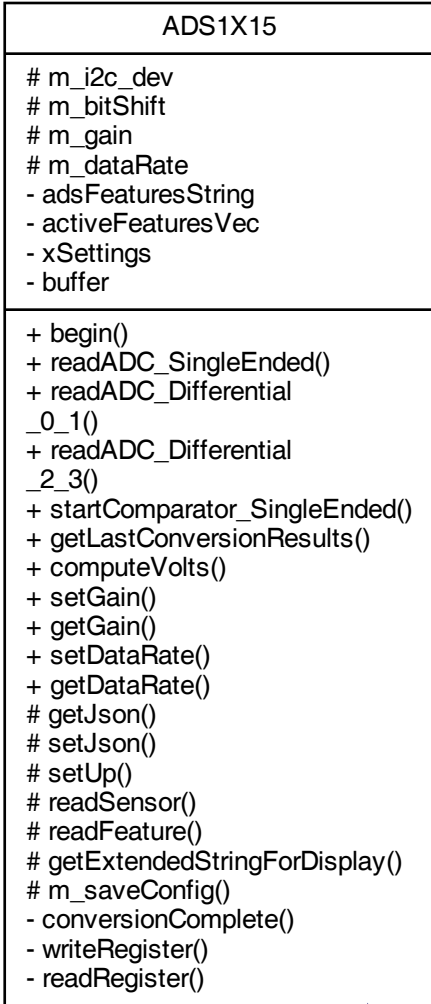 ADS1X15
# m_i2c_dev
# m_bitShift
# m_gain
# m_dataRate
- adsFeaturesString
- activeFeaturesVec
- xSettings
- buffer
+ begin()
+ readADC_SingleEnded()
+ readADC_Differential
_0_1()
+ readADC_Differential
_2_3()
+ startComparator_SingleEnded()
+ getLastConversionResults()
+ computeVolts()
+ setGain()
+ getGain()
+ setDataRate()
+ getDataRate()
# getJson()
# setJson()
# setUp()
# readSensor()
# readFeature()
# getExtendedStringForDisplay()
# m_saveConfig()
- conversionComplete()
- writeRegister()
- readRegister()